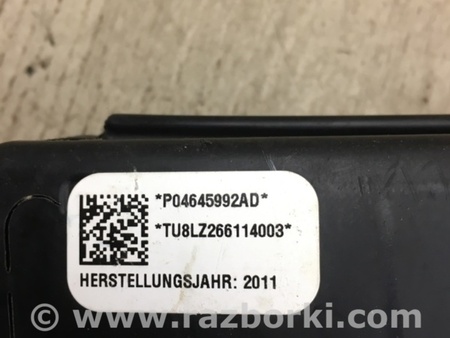 *P04645992AD*
*TU8LZ266114003*
HERSTELLUNGSJAHR: 2011
© www.razborki.com